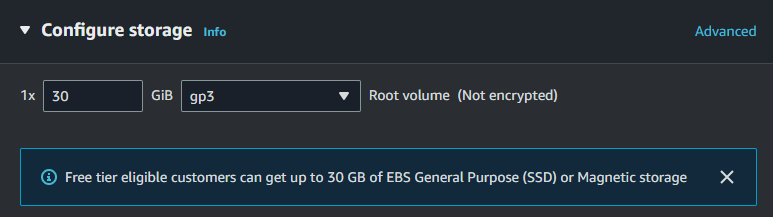 Configure storage Info Advanced
1x 30 GiB gp3 Root volume (Not encrypted)
Free tier eligible customers can get up to 30 GB of EBS General Purpose (SSD) or Magnetic storage